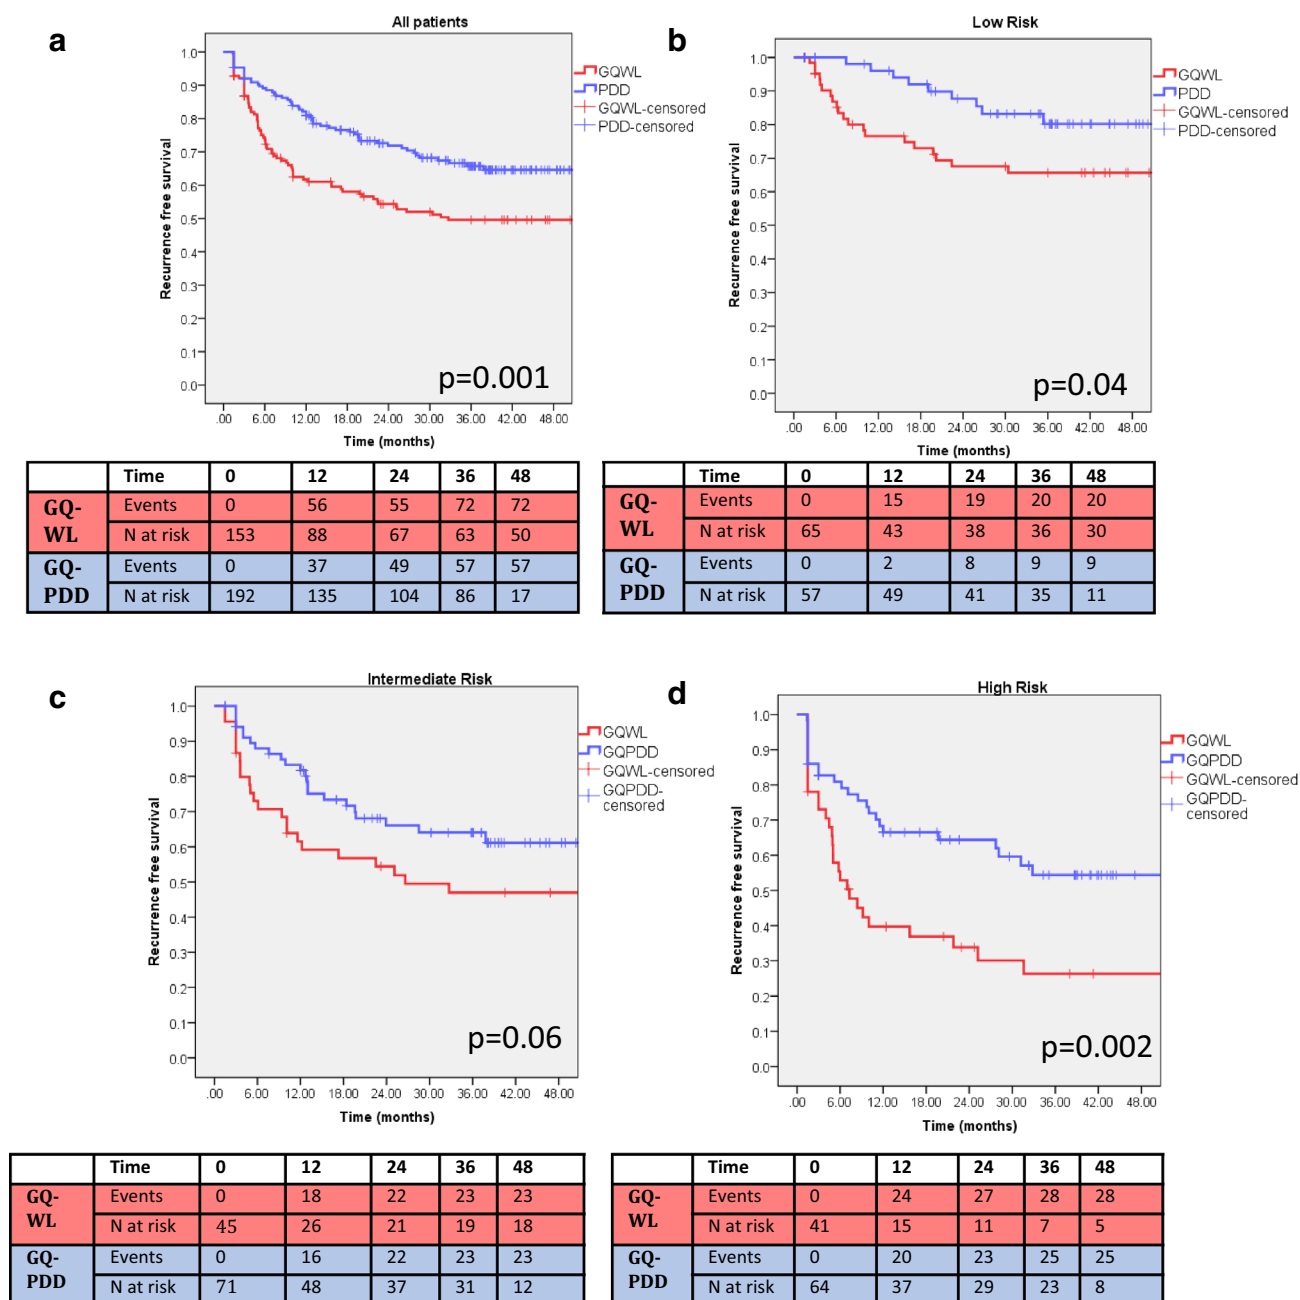 a
All patients
1.0
0.9
0.8
0.7
0.6
0.5
0.4
0.3
0.2
0.1
0.0
Recurrence free survival
.00 6.00 12.00 18.00 24.00 30.00 36.00 42.00 48.00
Time (months)
GQWL
PDD
GQWL-censored
PDD-censored
p=0.001
Time 0 12 24 36 48
GQ-WL Events 0 56 55 72 72
N at risk 153 88 67 63 50
GQ-PDD Events 0 37 49 57 57
N at risk 192 135 104 86 17
b
Low Risk
1.0
0.9
0.8
0.7
0.6
0.5
0.4
0.3
0.2
0.1
0.0
Recurrence free survival
.00 6.00 12.00 18.00 24.00 30.00 36.00 42.00 48.00
Time (months)
GQWL
PDD
GQWL-censored
PDD-censored
p=0.04
Time 0 12 24 36 48
GQ-WL Events 0 15 19 20 20
N at risk 65 43 38 36 30
GQ-PDD Events 0 2 8 9 9
N at risk 57 49 41 35 11
c
Intermediate Risk
1.0
0.9
0.8
0.7
0.6
0.5
0.4
0.3
0.2
0.1
0.0
Recurrence free survival
.00 6.00 12.00 18.00 24.00 30.00 36.00 42.00 48.00
Time (months)
GQWL
GQPDD
GQWL-censored
GQPDD-
censored
p=0.06
Time 0 12 24 36 48
GQ-WL Events 0 18 22 23 23
N at risk 45 26 21 19 18
GQ-PDD Events 0 16 22 23 23
N at risk 71 48 37 31 12
d
High Risk
1.0
0.9
0.8
0.7
0.6
0.5
0.4
0.3
0.2
0.1
0.0
Recurrence free survival
.00 6.00 12.00 18.00 24.00 30.00 36.00 42.00 48.00
Time (months)
GQWL
GQPDD
GQWL-censored
GQPDD-
censored
p=0.002
Time 0 12 24 36 48
GQ-WL Events 0 24 27 28 28
N at risk 41 15 11 7 5
GQ-PDD Events 0 20 23 25 25
N at risk 64 37 29 23 8